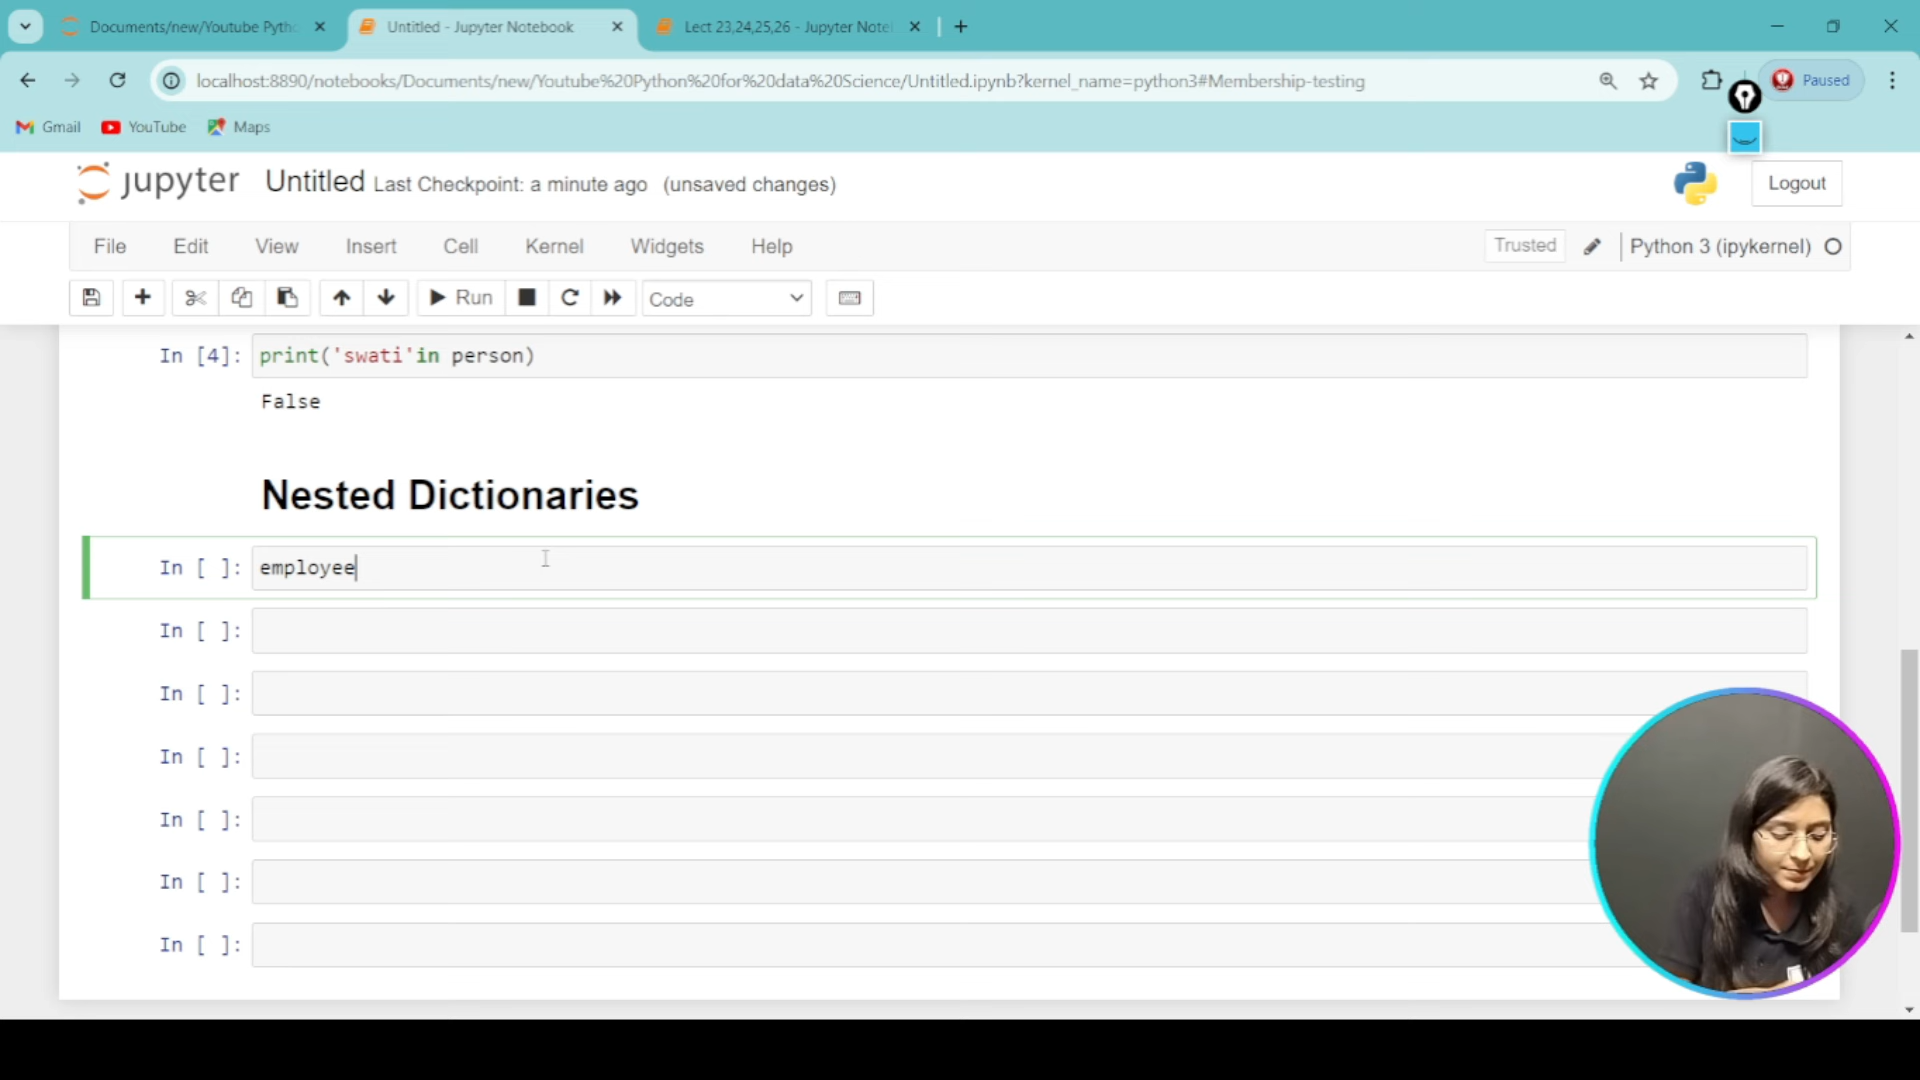 Documents/new/Youtube Pyth
Untitled - Jupyter Notebook
Lect 23,24,25,26 - Jupyter Note
localhost:8890/notebooks/Documents/new/Youtube%20Python%20for%20data%20Science/Untitled.ipynb?kernel_name=python3#Membership-testing
Paused
Gmail
YouTube
Maps
jupyter Untitled Last Checkpoint: a minute ago (unsaved changes)
Logout
File Edit View Insert Cell Kernel Widgets Help
Trusted
Python 3 (ipykernel)
Run
Code
In [4]: print('swati'in person)
False
Nested Dictionaries
In [ ]: employee
In [ ]:
In [ ]:
In [ ]:
In [ ]:
In [ ]:
In [ ]: